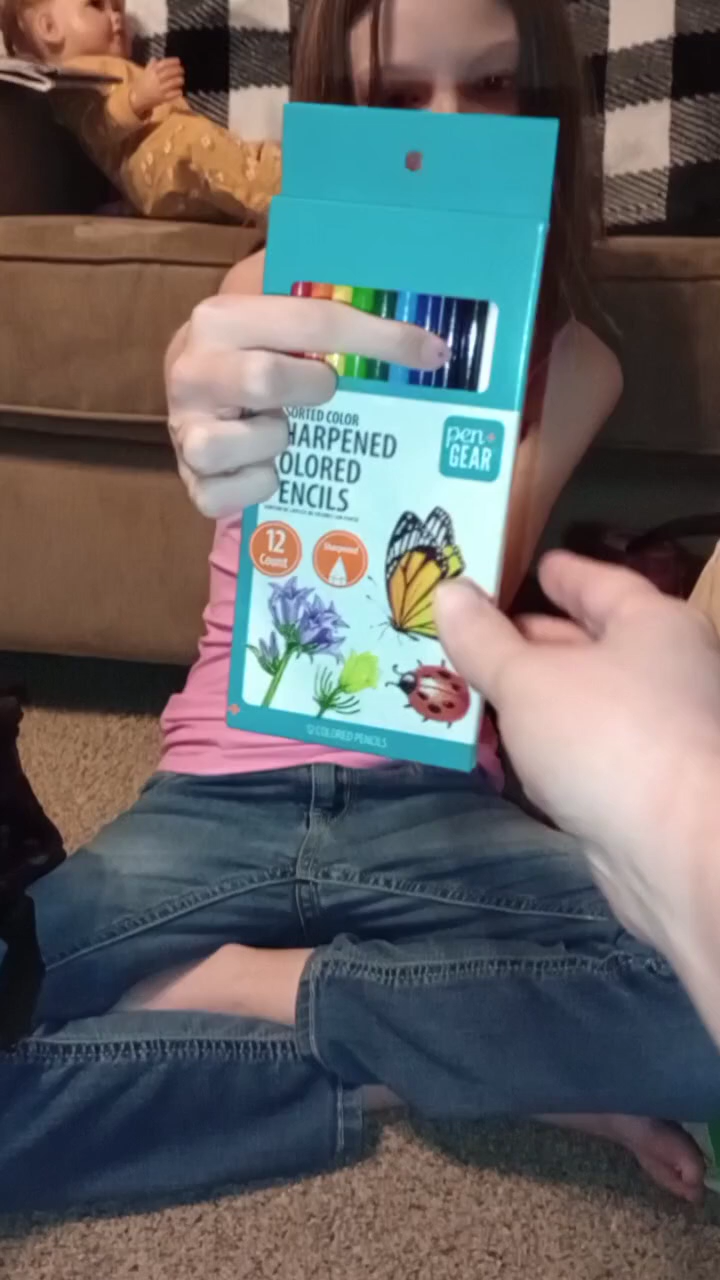 SORTED COLOR
HARPENED
OLORED
ENCILS
pen+
GEAR
12
Count
Sharpened
12 COLORED PENCILS